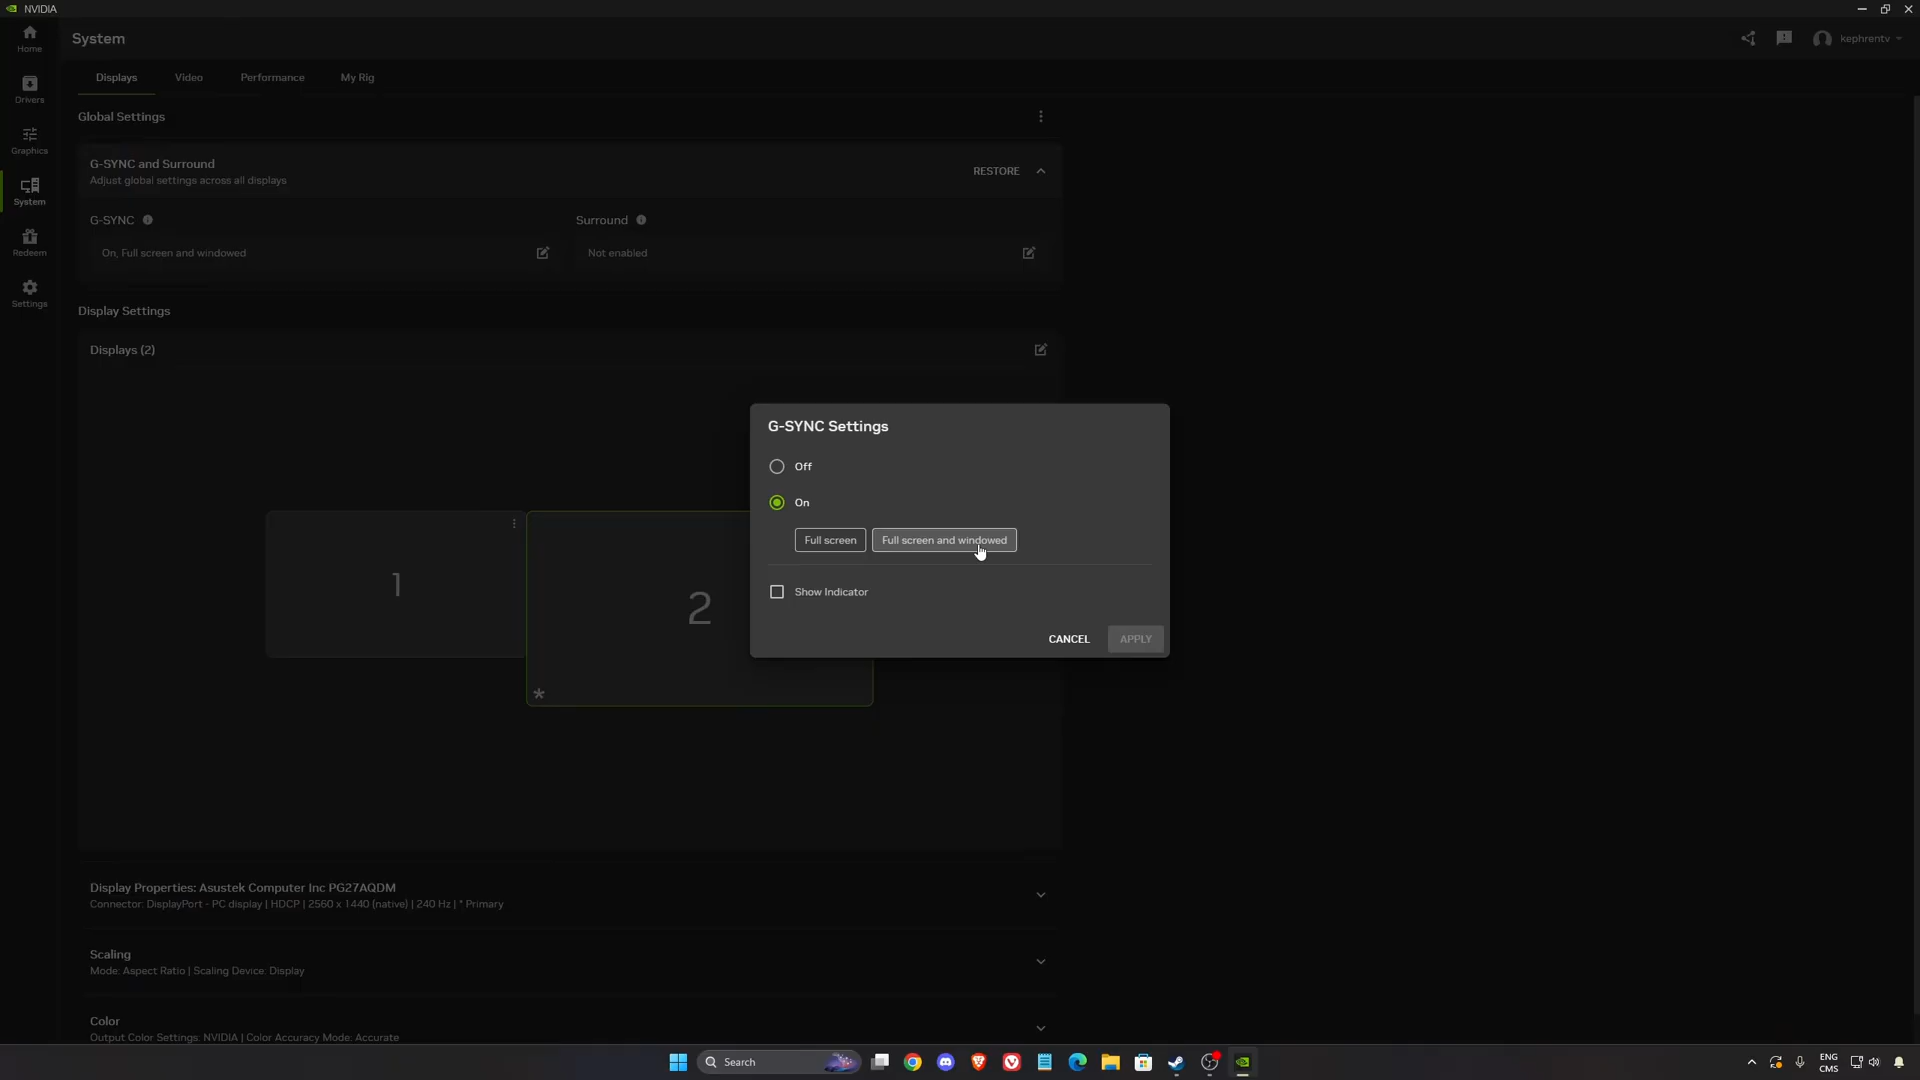 NVIDIA
System
kephrentv
Home
Drivers
Graphics
System
Redeem
Settings
Displays Video Performance My Rig
Global Settings
G-SYNC and Surround
Adjust global settings across all displays
RESTORE
G-SYNC
Surround
On, Full screen and windowed
Not enabled
Display Settings
Displays (2)
1
2
*
G-SYNC Settings
Off
On
Full screen
Full screen and windowed
Show Indicator
CANCEL
APPLY
Display Properties: Asustek Computer Inc PG27AQDM
Connector: DisplayPort - PC display | HDCP | 2560 x 1440 (native) | 240 Hz | * Primary
Scaling
Mode: Aspect Ratio | Scaling Device: Display
Color
Output Color Settings: NVIDIA | Color Accuracy Mode: Accurate
Search
ENG
CMS